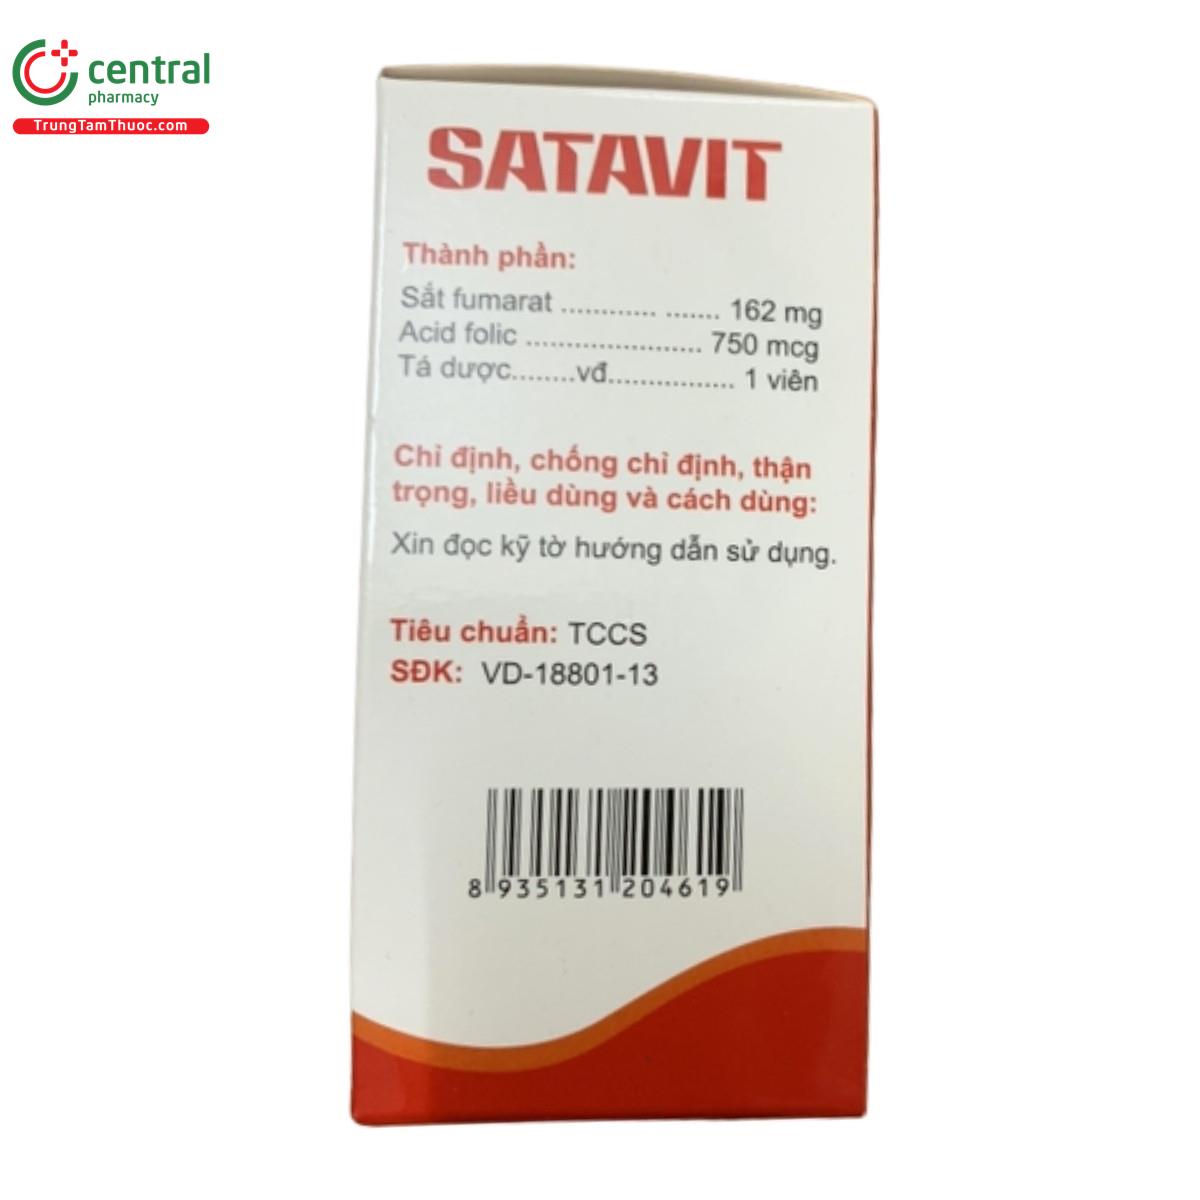 central
pharmacy
TrungTamThuoc.com
SATAVIT
Thành phần:
Sắt fumarat ............ ....... 162 mg
Acid folic ...................... 750 mcg
Tá dược........vđ................ 1 viên
Chỉ định, chống chỉ định, thận
trọng, liều dùng và cách dùng:
Xin đọc kỹ tờ hướng dẫn sử dụng.
Tiêu chuẩn: TCCS
SĐK: VD-18801-13
8 935131 204619